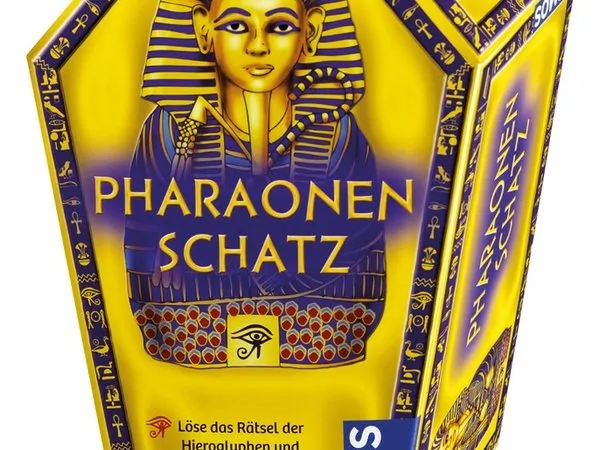 PHARAONEN
SCHATZ
Löse das Rätsel der
Hieroglyphen und
PHARAONEN
SCHATZ